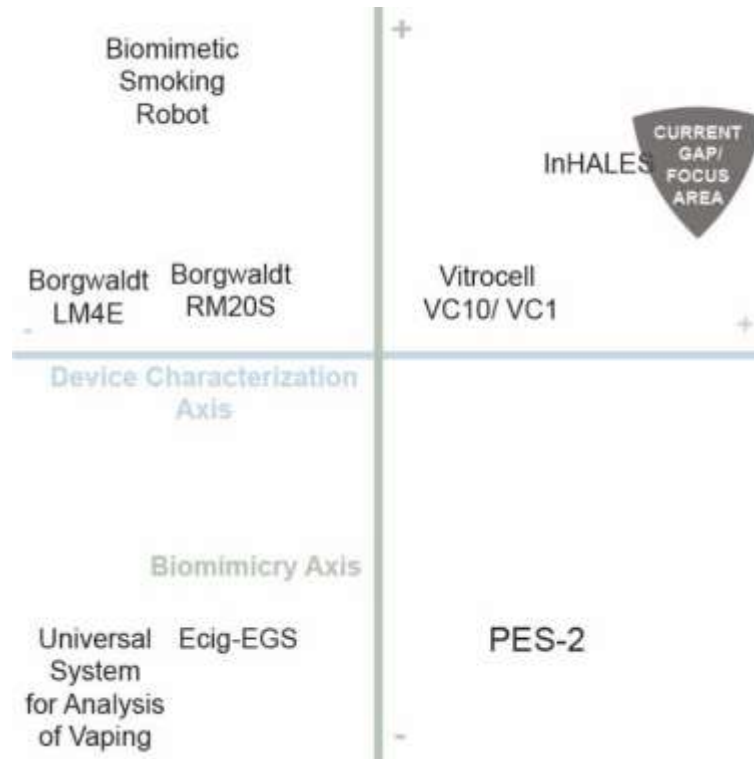 +
Biomimetic
Smoking
Robot
CURRENT
GAP/
FOCUS
AREA
InHALES
Borgwaldt
LM4E
Borgwaldt
RM20S
Vitrocell
VC10/ VC1
-
+
Device Characterization
Axis
Biomimicry Axis
Universal
System
for Analysis
of Vaping
Ecig-EGS
PES-2
-